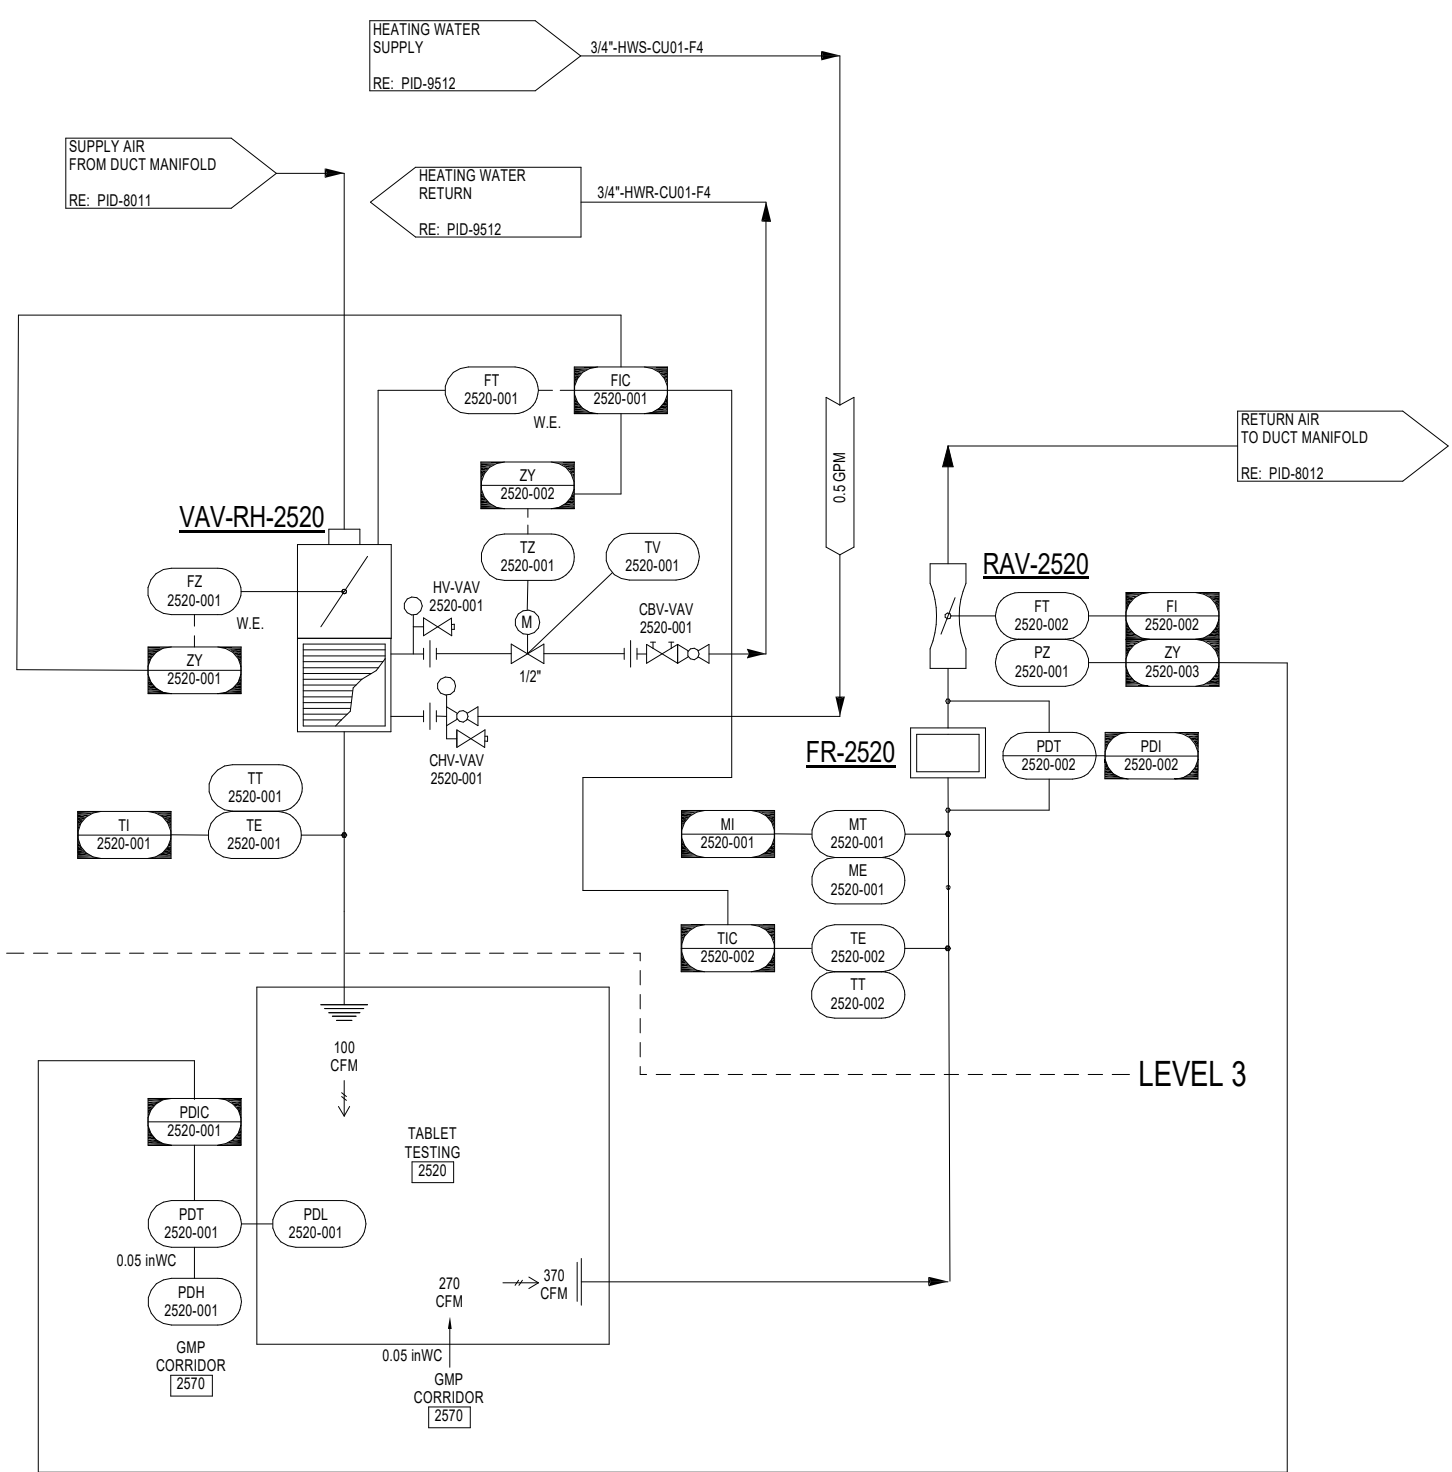 HEATING WATER
SUPPLY
RE: PID-9512
3/4"-HWS-CU01-F4
SUPPLY AIR
FROM DUCT MANIFOLD
RE: PID-8011
HEATING WATER
RETURN
RE: PID-9512
3/4"-HWR-CU01-F4
FT
2520-001
W.E.
FIC
2520-001
ZY
2520-002
0.5 GPM
RETURN AIR
TO DUCT MANIFOLD
RE: PID-8012
VAV-RH-2520
TZ
2520-001
TV
2520-001
FZ
2520-001
W.E.
ZY
2520-001
HV-VAV
2520-001
M
1/2"
CBV-VAV
2520-001
CHV-VAV
2520-001
RAV-2520
FT
2520-002
FI
2520-002
PZ
2520-001
ZY
2520-003
FR-2520
PDT
2520-002
PDI
2520-002
TT
2520-001
TI
2520-001
TE
2520-001
MI
2520-001
MT
2520-001
ME
2520-001
TIC
2520-002
TE
2520-002
TT
2520-002
LEVEL 3
100
CFM
PDIC
2520-001
TABLET
TESTING
2520
PDT
2520-001
PDL
2520-001
0.05 inWC
PDH
2520-001
GMP
CORRIDOR
2570
270
CFM
370
CFM
0.05 inWC
GMP
CORRIDOR
2570